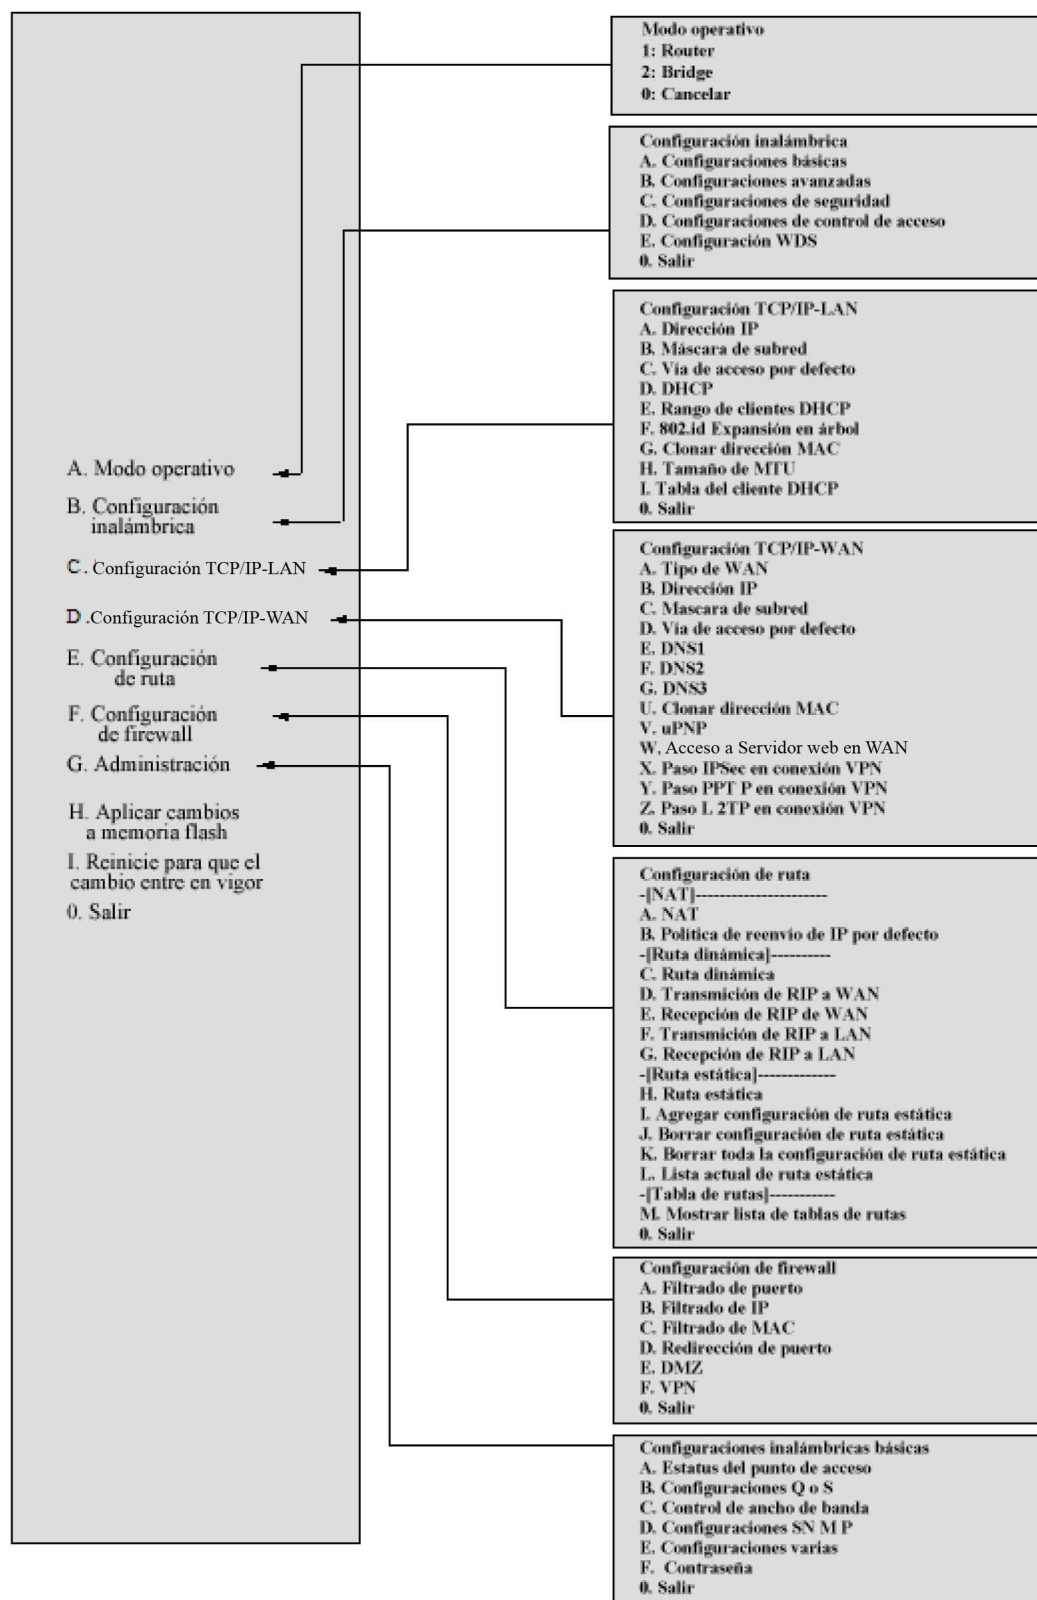 A. Modo operativo
B. Configuración
inalámbrica
C. Configuración TCP/IP-LAN
D .Configuración TCP/IP-WAN
E. Configuración
de ruta
F. Configuración
de firewall
G. Administración
H. Aplicar cambios
a memoria flash
I. Reinicie para que el
cambio entre en vigor
0. Salir
Modo operativo
1: Router
2: Bridge
0: Cancelar
Configuración inalámbrica
A. Configuraciones básicas
B. Configuraciones avanzadas
C. Configuraciones de seguridad
D. Configuraciones de control de acceso
E. Configuración WDS
0. Salir
Configuración TCP/IP-LAN
A. Dirección IP
B. Máscara de subred
C. Vía de acceso por defecto
D. DHCP
E. Rango de clientes DHCP
F. 802.id Expansión en árbol
G. Clonar dirección MAC
H. Tamaño de MTU
I. Tabla del cliente DHCP
0. Salir
Configuración TCP/IP-WAN
A. Tipo de WAN
B. Dirección IP
C. Mascara de subred
D. Vía de acceso por defecto
E. DNS1
F. DNS2
G. DNS3
U. Clonar dirección MAC
V. uPNP
W. Acceso a Servidor web en WAN
X. Paso IPSec en conexión VPN
Y. Paso PPT P en conexión VPN
Z. Paso L 2TP en conexión VPN
0. Salir
Configuración de ruta
-[NAT]-----------------------
A. NAT
B. Política de reenvío de IP por defecto
-[Ruta dinámica]----------
C. Ruta dinámica
D. Transmición de RIP a WAN
E. Recepción de RIP de WAN
F. Transmición de RIP a LAN
G. Recepción de RIP a LAN
-[Ruta estática]-------------
H. Ruta estática
I. Agregar configuración de ruta estática
J. Borrar configuración de ruta estática
K. Borrar toda la configuración de ruta estática
L. Lista actual de ruta estática
-[Tabla de rutas]-----------
M. Mostrar lista de tablas de rutas
0. Salir
Configuración de firewall
A. Filtrado de puerto
B. Filtrado de IP
C. Filtrado de MAC
D. Redirección de puerto
E. DMZ
F. VPN
0. Salir
Configuraciones inalámbricas básicas
A. Estatus del punto de acceso
B. Configuraciones Q o S
C. Control de ancho de banda
D. Configuraciones SN M P
E. Configuraciones varias
F. Contraseña
0. Salir